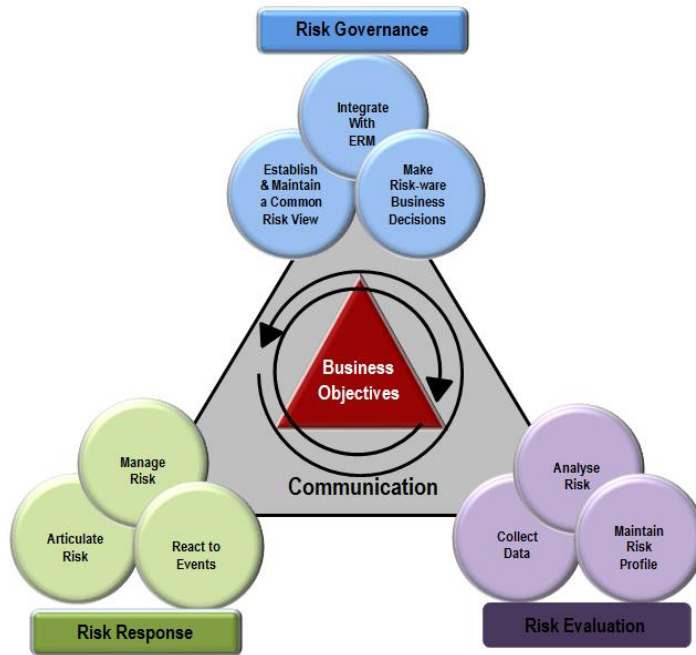 Risk Governance
Integrate
With
ERM
Establish
& Maintain
a Common
Risk View
Make
Risk-ware
Business
Decisions
Business
Objectives
Communication
Manage
Risk
Articulate
Risk
React to
Events
Risk Response
Analyse
Risk
Collect
Data
Maintain
Risk
Profile
Risk Evaluation